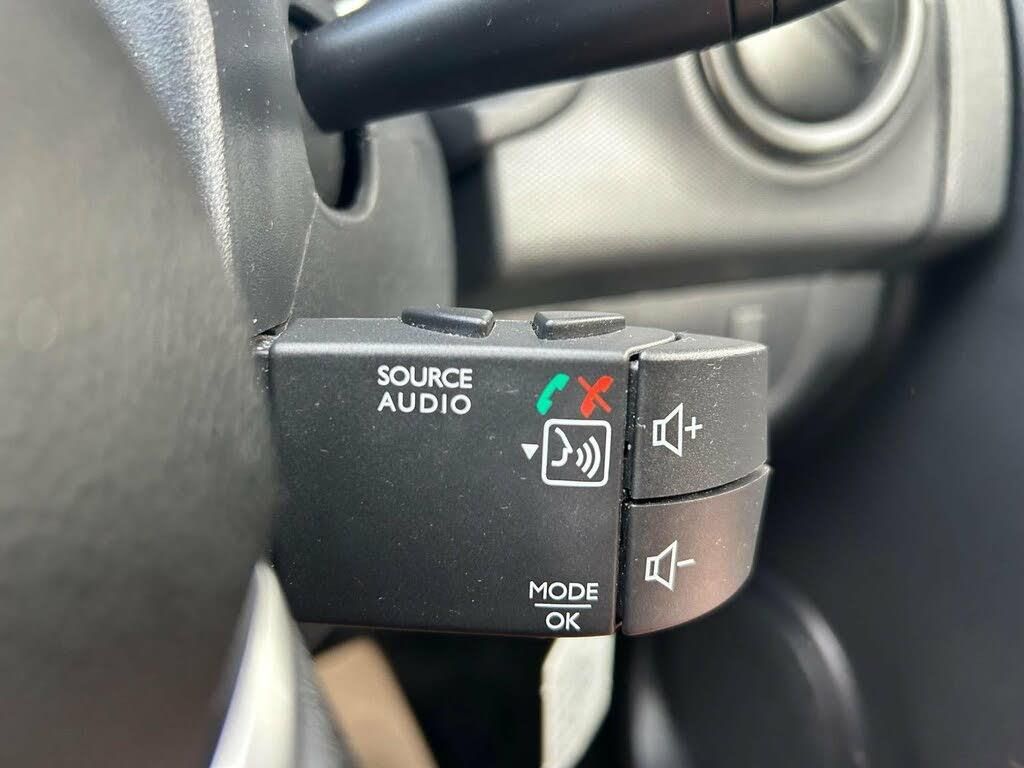 SOURCE
AUDIO
+
-
MODE
OK